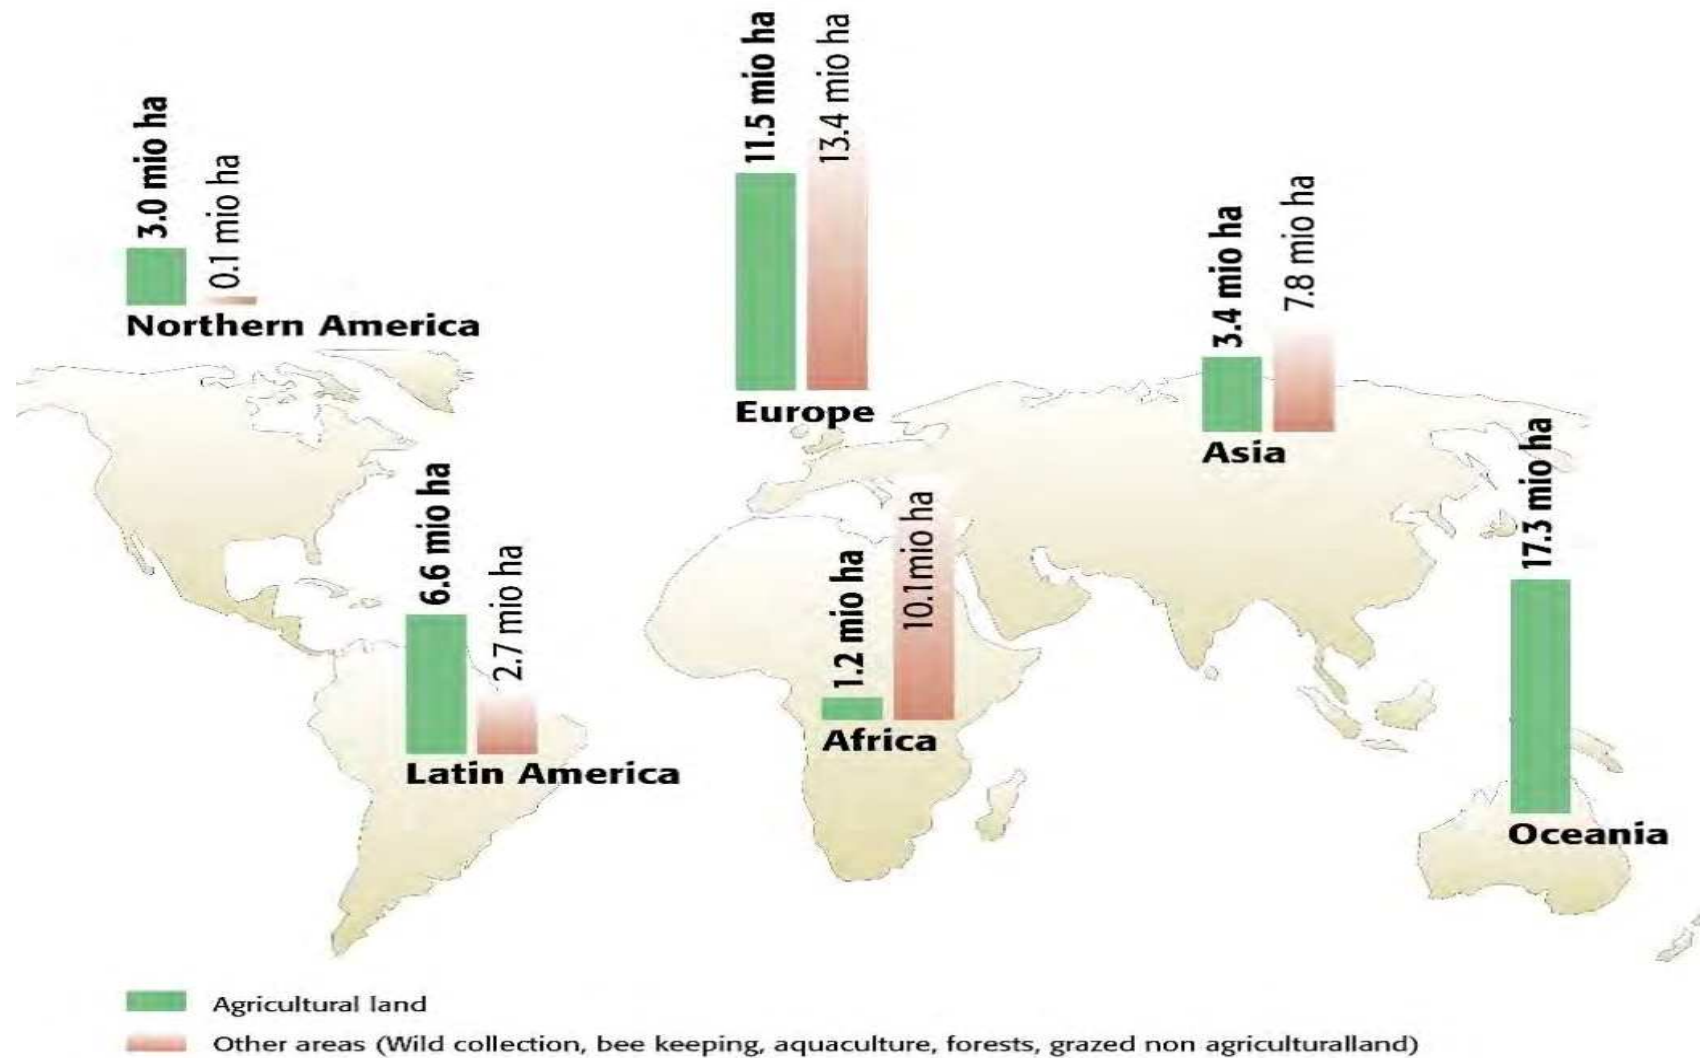 3.0 mio ha
0.1 mio ha
Northern America
11.5 mio ha
13.4 mio ha
Europe
3.4 mio ha
7.8 mio ha
Asia
6.6 mio ha
2.7 mio ha
Latin America
1.2 mio ha
10.1mio ha
Africa
17.3 mio ha
Oceania
Agricultural land
Other areas (Wild collection, bee keeping, aquaculture, forests, grazed non agriculturalland)